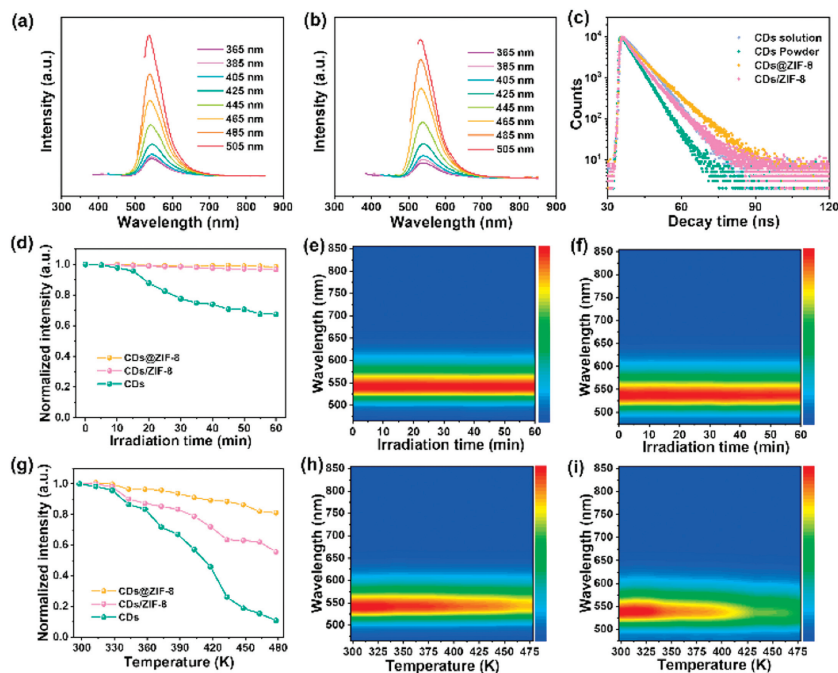 (a)
Intensity (a.u.)
365 nm
385 nm
405 nm
425 nm
445 nm
465 nm
485 nm
505 nm
300 400 500 600 700 800 900
Wavelength (nm)
(b)
Intensity (a.u.)
365 nm
385 nm
405 nm
425 nm
445 nm
465 nm
485 nm
505 nm
300 400 500 600 700 800 900
Wavelength (nm)
(c)
Counts
10⁴
10³
10²
10¹
CDs solution
CDs Powder
CDs@ZIF-8
CDs/ZIF-8
30 45 60 75 90 105 120
Decay time (ns)
(d)
Normalized intensity (a.u.)
1.0
0.8
0.6
0.4
0.2
0.0
CDs@ZIF-8
CDs/ZIF-8
CDs
0 10 20 30 40 50 60
Irradiation time (min)
(e)
Wavelength (nm)
850
800
750
700
650
600
550
500
0 10 20 30 40 50 60
Irradiation time (min)
(f)
Wavelength (nm)
850
800
750
700
650
600
550
500
0 10 20 30 40 50 60
Irradiation time (min)
(g)
Normalized intensity (a.u.)
1.0
0.8
0.6
0.4
0.2
0.0
CDs@ZIF-8
CDs/ZIF-8
CDs
300 330 360 390 420 450 480
Temperature (K)
(h)
Wavelength (nm)
850
800
750
700
650
600
550
500
300 325 350 375 400 425 450 475
Temperature (K)
(i)
Wavelength (nm)
850
800
750
700
650
600
550
500
300 325 350 375 400 425 450 475
Temperature (K)